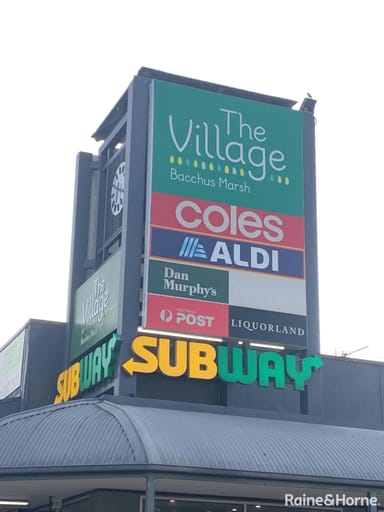 The
Village
Bacchus Marsh
coles
ALDI
Dan
Murphy's
POST
LIQUORLAND
SUBWAY
The
Village
SUBWAY
Raine&Horne.